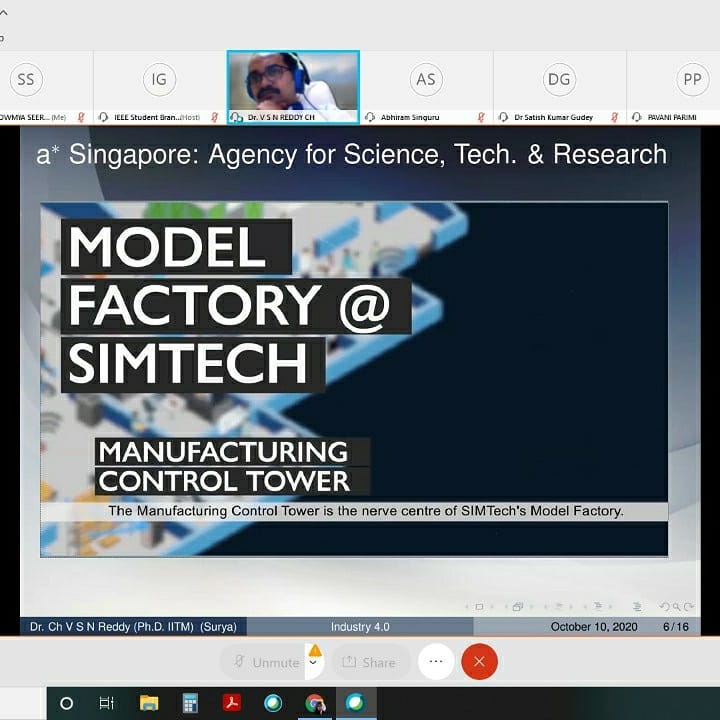 SS
IG
AS
DG
PP
OWMYA SEER... (Me)
IEEE Student Bran...(Host)
Dr. V S N REDDY CH
Abhiram Singuru
Dr Satish Kumar Gudey
PAVANI PARIMI
a* Singapore: Agency for Science, Tech. & Research
MODEL
FACTORY @
SIMTECH
MANUFACTURING
CONTROL TOWER
The Manufacturing Control Tower is the nerve centre of SIMTech's Model Factory.
Dr. Ch V S N Reddy (Ph.D. IITM) (Surya) Industry 4.0 October 10, 2020 6/16
Unmute Share